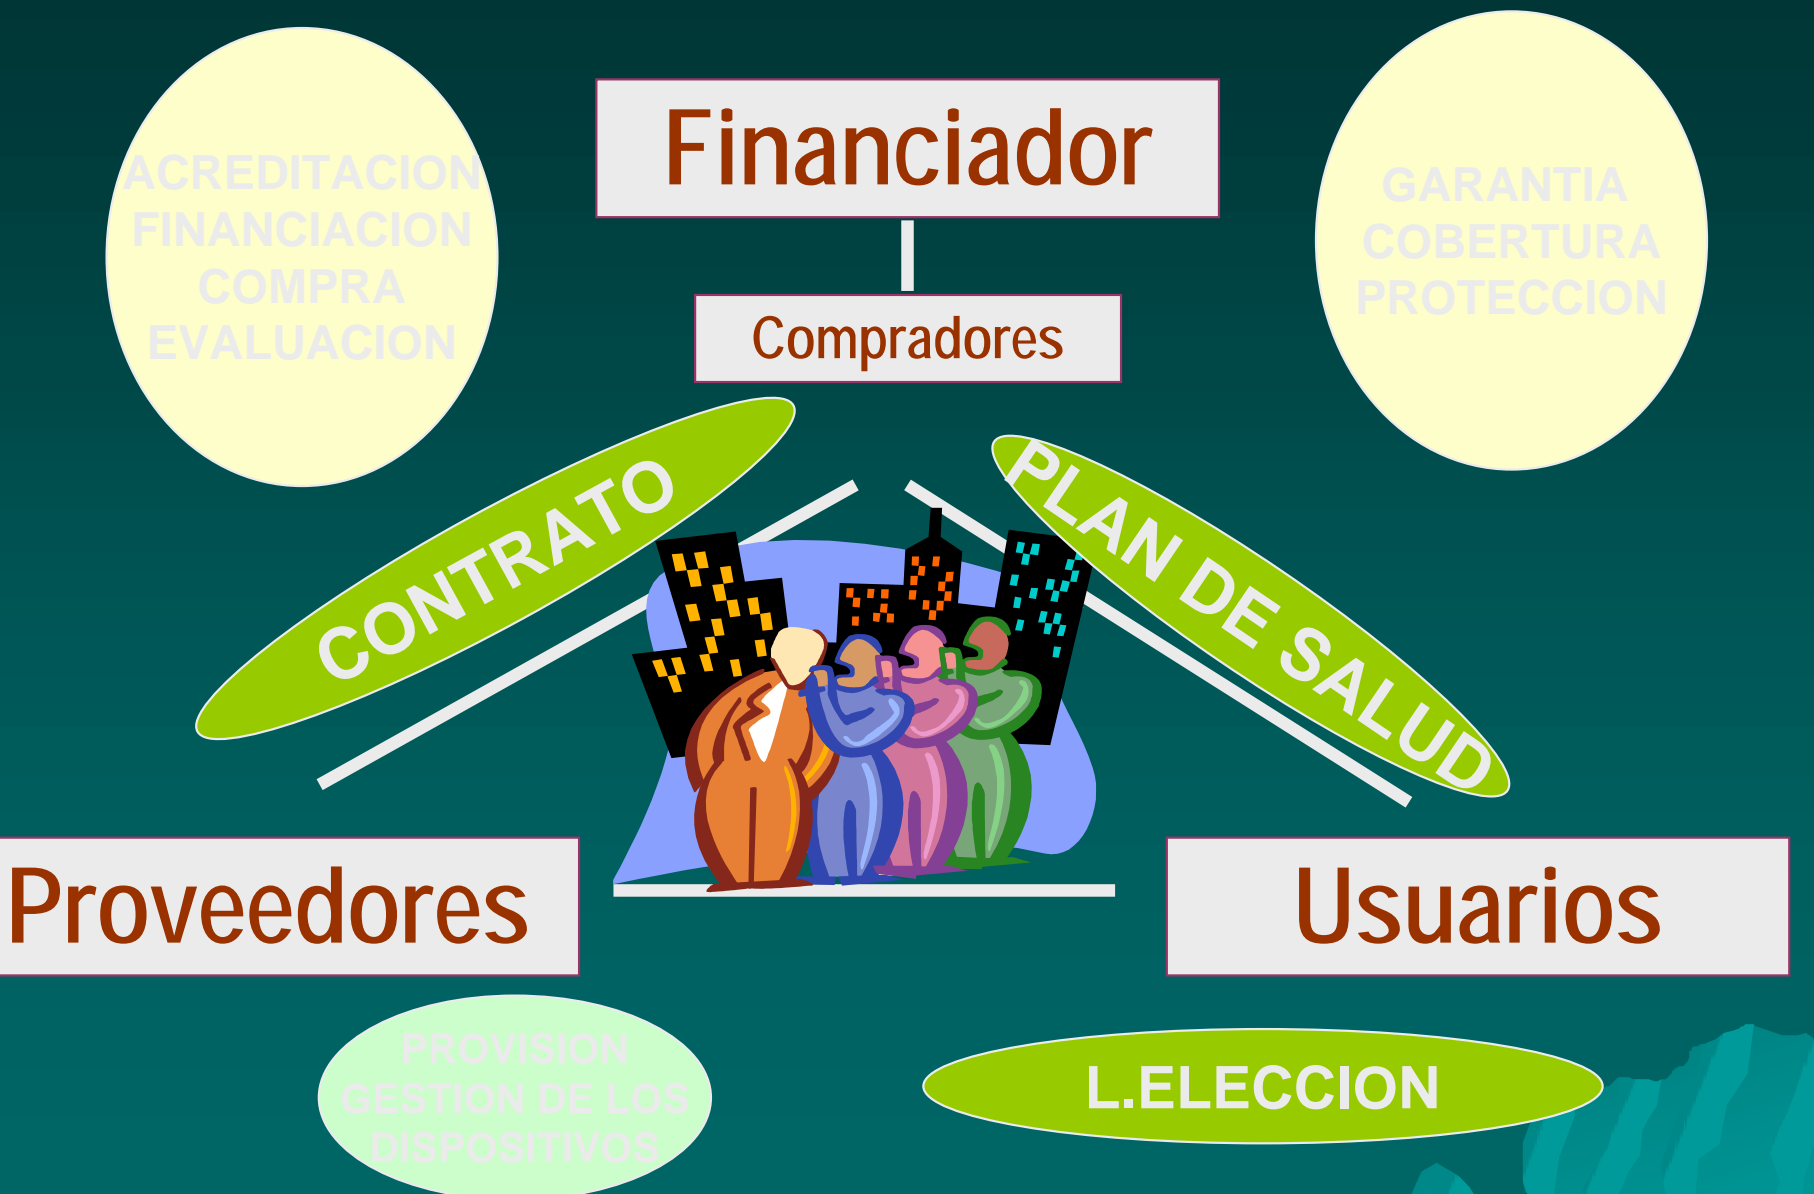 ACREDITACION
FINANCIACION
COMPRA
EVALUACION
Financiador
Compradores
GARANTIA
COBERTURA
PROTECCION
CONTRATO
PLAN DE SALUD
Proveedores
Usuarios
PROVISION
GESTION DE LOS
DISPOSITIVOS
L.ELECCION